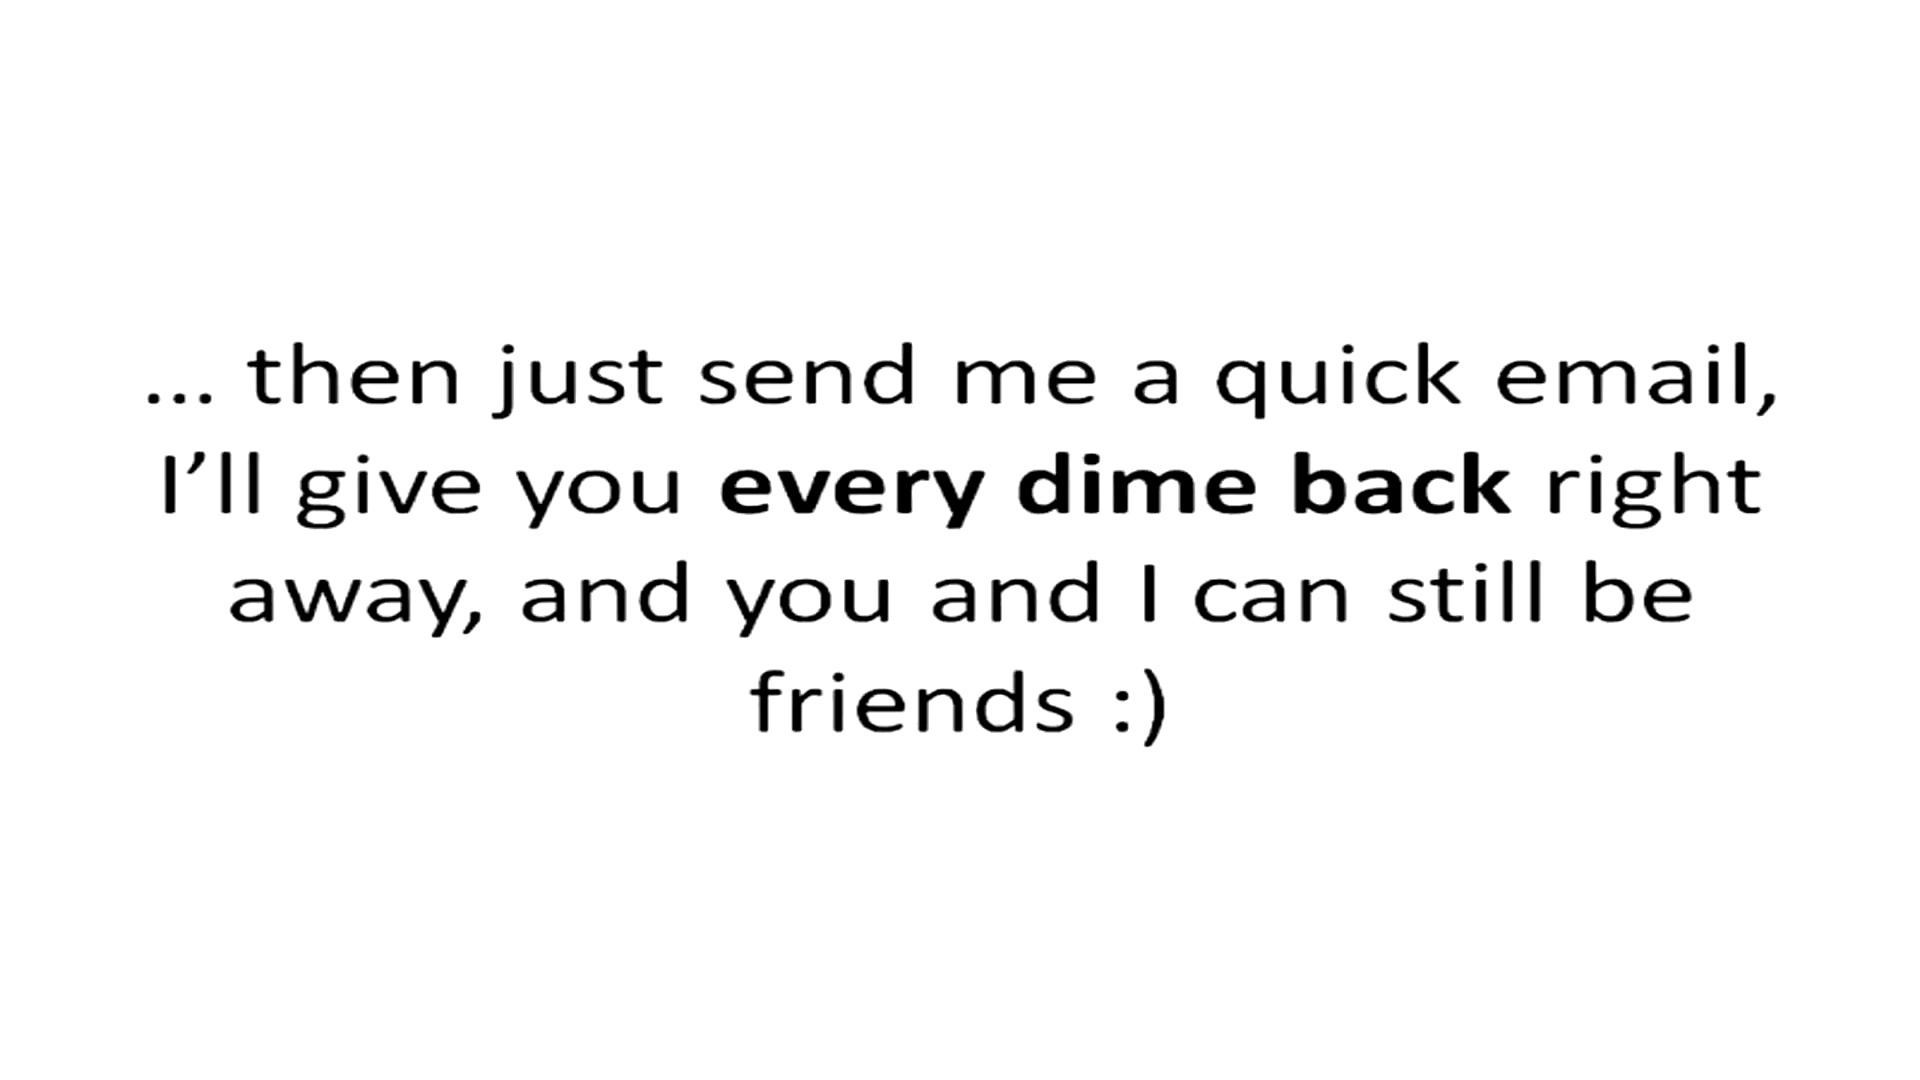 ... then just send me a quick email,
I’ll give you every dime back right
away, and you and I can still be
friends :)